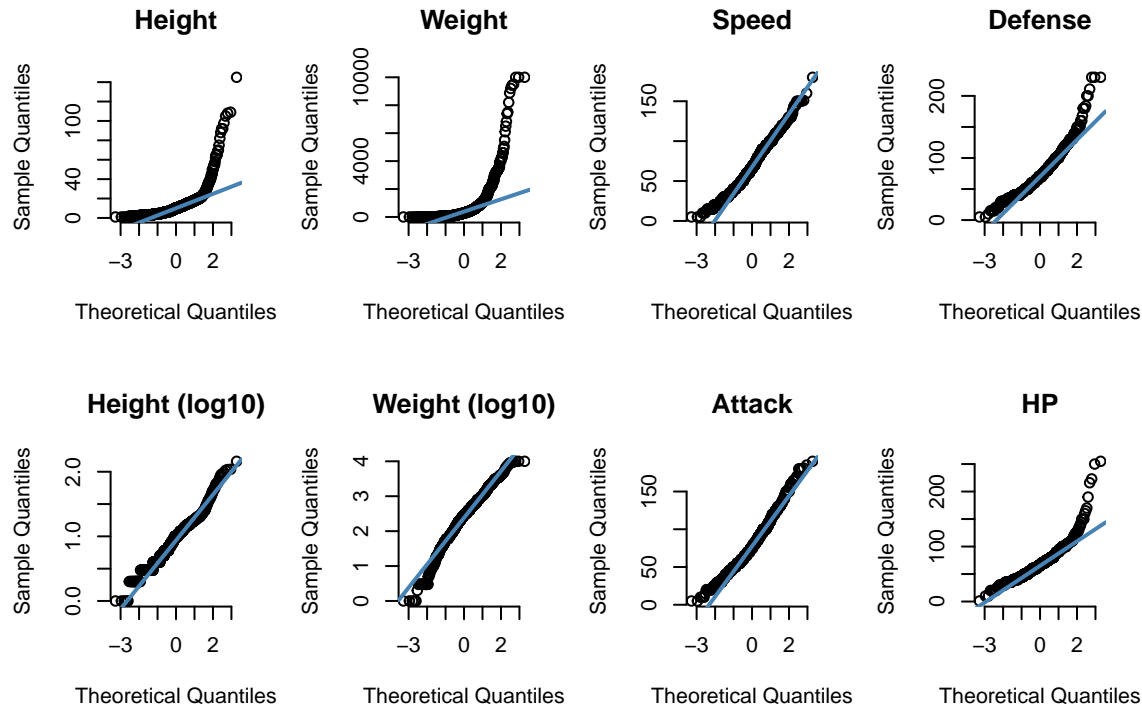 Height Weight Speed Defense
Sample Quantiles Sample Quantiles Sample Quantiles Sample Quantiles
0 40 100
0 4000 10000
0 50 150
0 100 200
−3 0 2 −3 0 2 −3 0 2 −3 0 2
Theoretical Quantiles Theoretical Quantiles Theoretical Quantiles Theoretical Quantiles
Height (log10) Weight (log10) Attack HP
Sample Quantiles Sample Quantiles Sample Quantiles Sample Quantiles
0.0 1.0 2.0
0 1 2 3 4
0 50 150
0 100 200
−3 0 2 −3 0 2 −3 0 2 −3 0 2
Theoretical Quantiles Theoretical Quantiles Theoretical Quantiles Theoretical Quantiles